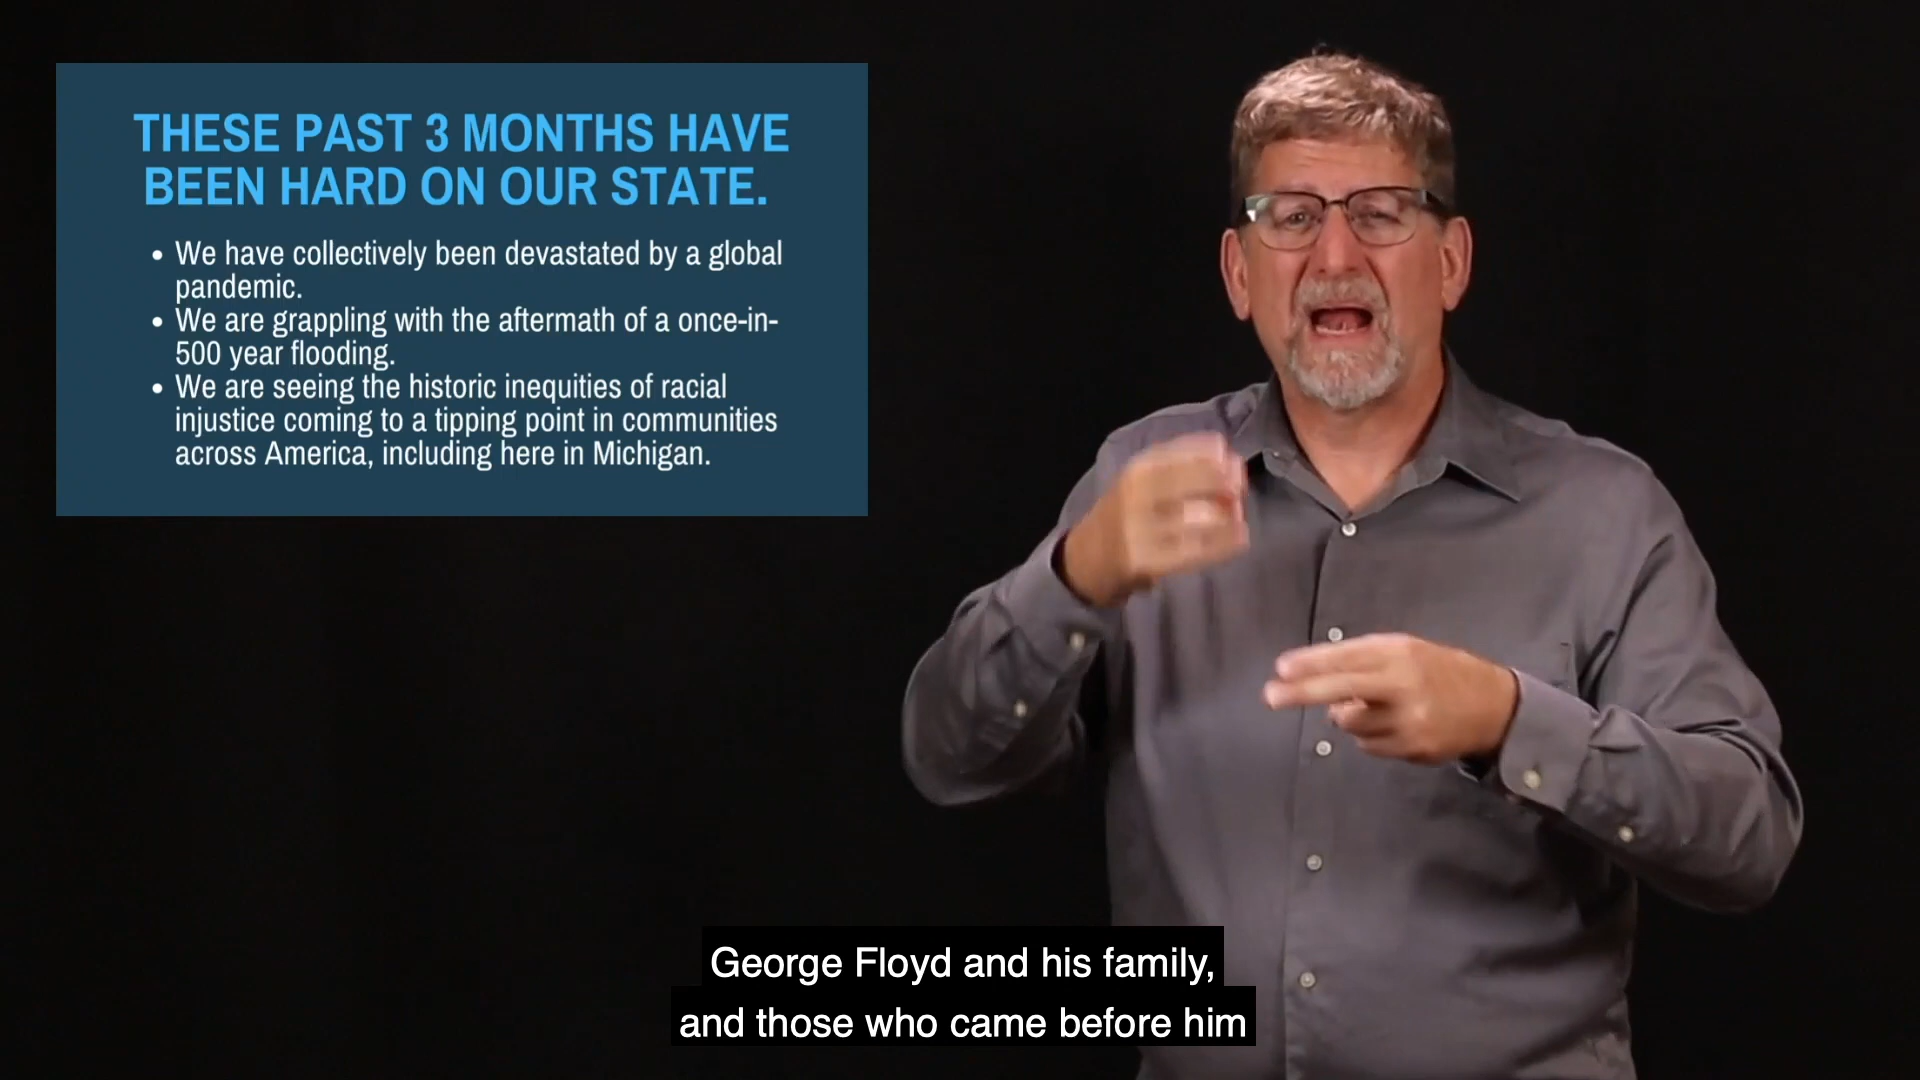 THESE PAST 3 MONTHS HAVE
BEEN HARD ON OUR STATE.
• We have collectively been devastated by a global
pandemic.
• We are grappling with the aftermath of a once-in-
500 year flooding.
• We are seeing the historic inequities of racial
injustice coming to a tipping point in communities
across America, including here in Michigan.
George Floyd and his family,
and those who came before him